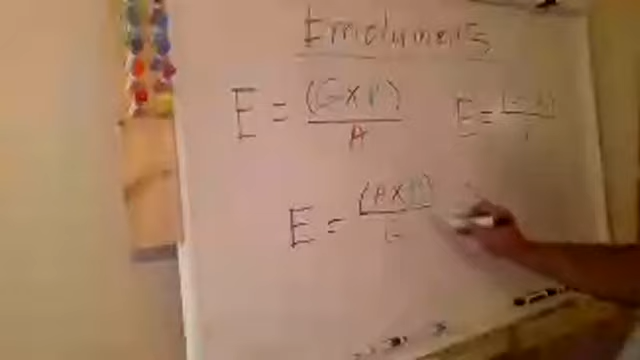 Emoluments
E = (G x P) / A
E =
E = (A x P) / G